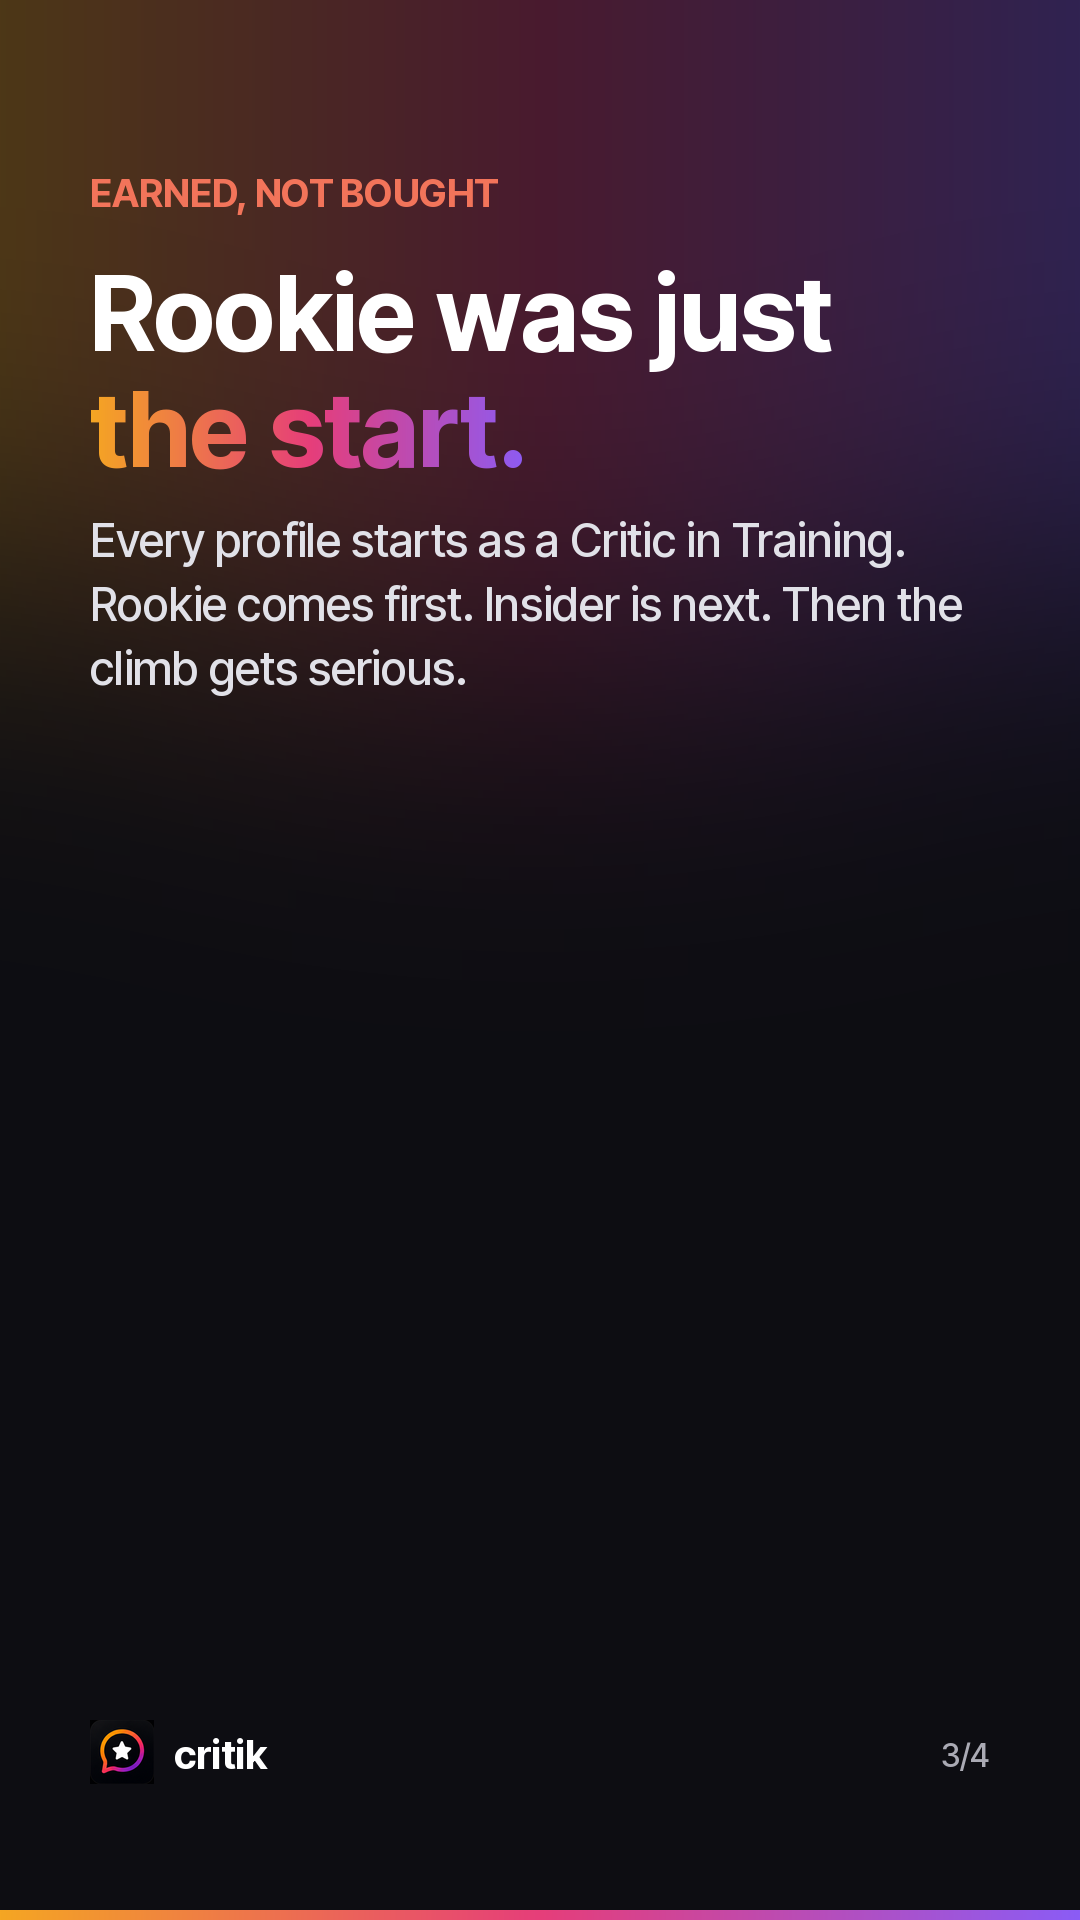 EARNED, NOT BOUGHT
Rookie was just
the start.
Every profile starts as a Critic in Training.
Rookie comes first. Insider is next. Then the
climb gets serious.
critik
3/4